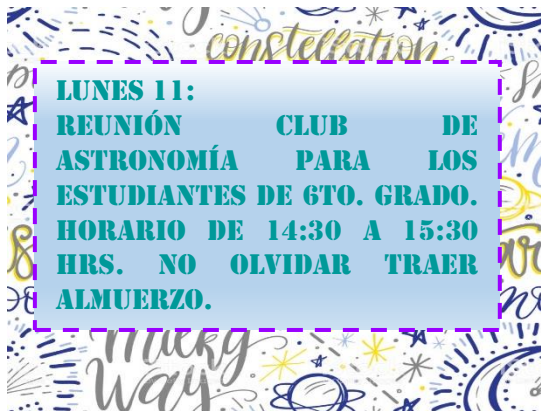 constellation
LUNES 11:
REUNIÓN CLUB DE
ASTRONOMÍA PARA LOS
ESTUDIANTES DE 6TO. GRADO.
HORARIO DE 14:30 A 15:30
HRS. NO OLVIDAR TRAER
ALMUERZO.
Milky
Way